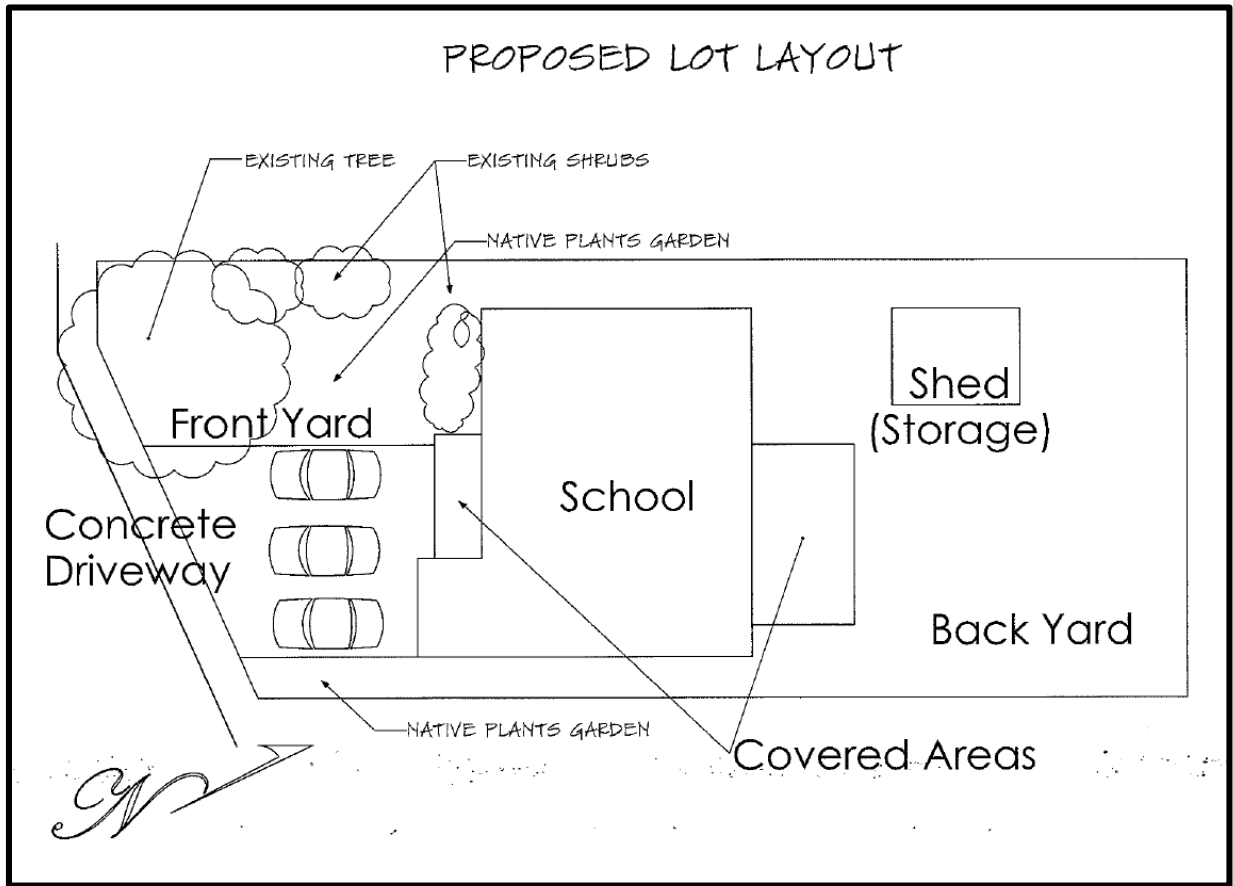 PROPOSED LOT LAYOUT
EXISTING TREE
EXISTING SHRUBS
NATIVE PLANTS GARDEN
Front Yard
Shed
(Storage)
School
Concrete
Driveway
Back Yard
NATIVE PLANTS GARDEN
Covered Areas
N